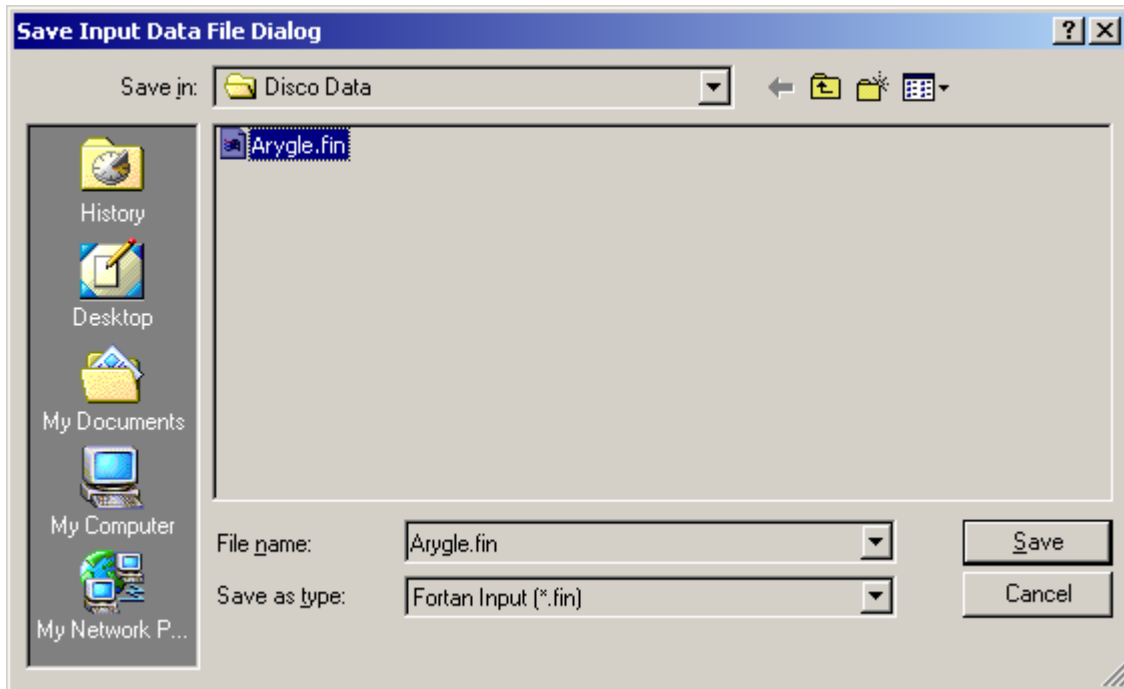 Save Input Data File Dialog
Save in: Disco Data
Arygle.fin
History
Desktop
My Documents
My Computer
My Network P...
File name: Arygle.fin Save
Save as type: Fortan Input (*.fin) Cancel